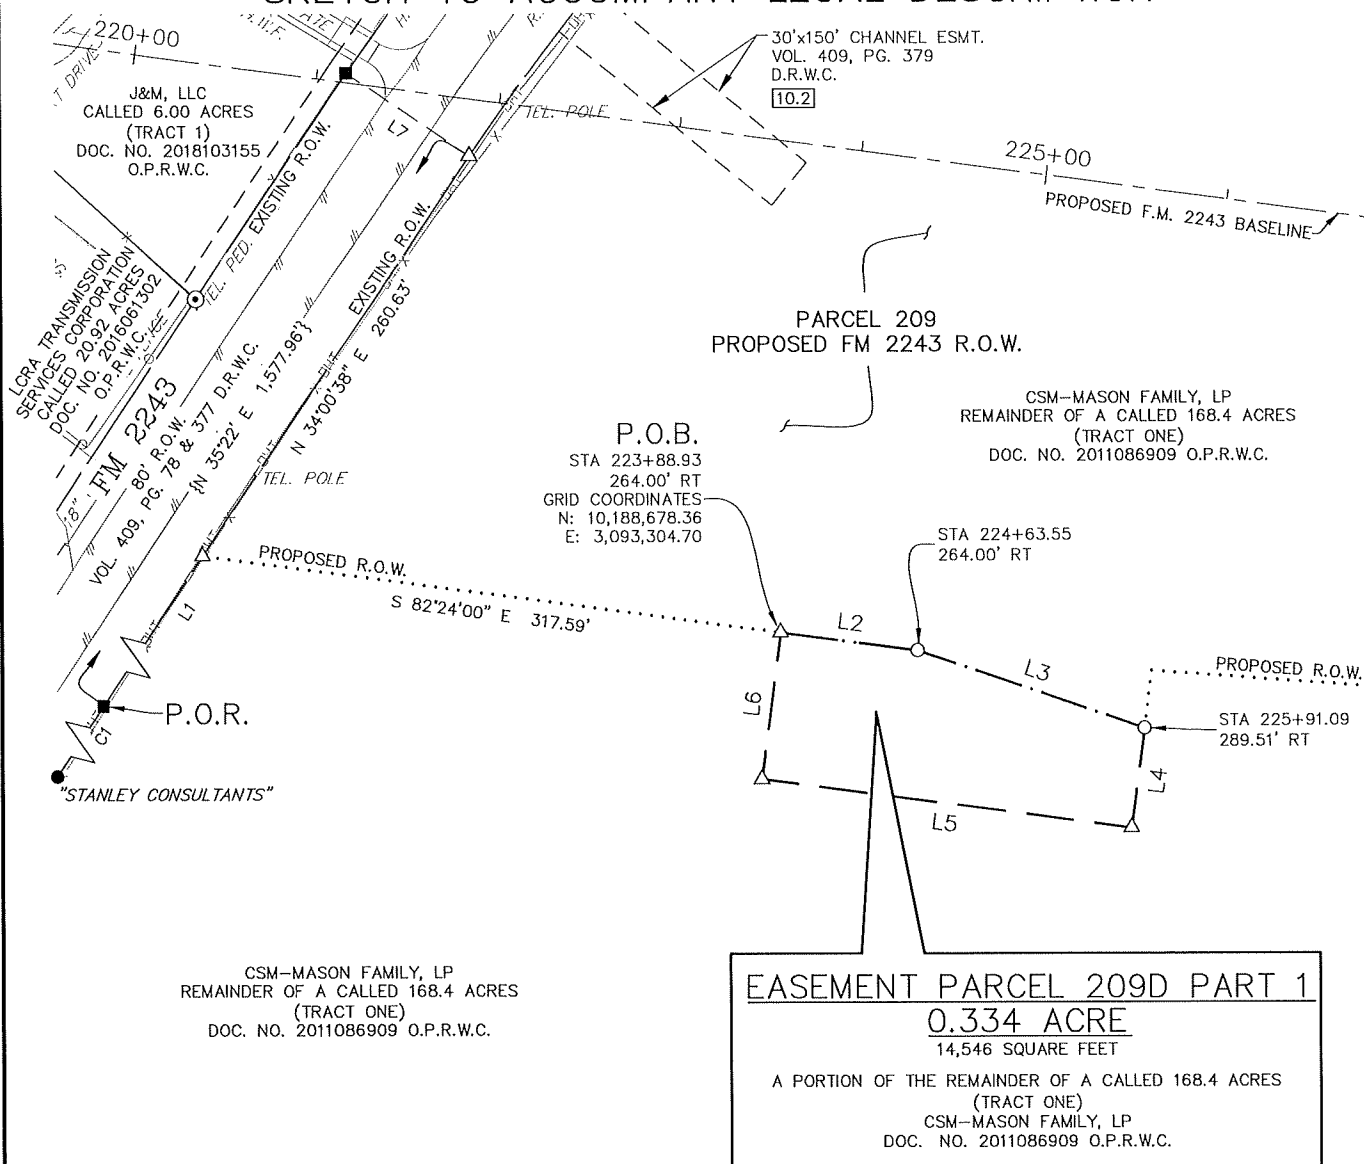 SKETCH TO ACCOMPANY LEGAL DESCRIPTION
220+00
30'x150' CHANNEL ESMT.
VOL. 409, PG. 379
D.R.W.C.
10.2
J&M, LLC
CALLED 6.00 ACRES
(TRACT 1)
DOC. NO. 2018103155
O.P.R.W.C.
L7
TEL. POLE
225+00
PROPOSED F.M. 2243 BASELINE
EXISTING R.O.W.
TEL. PED.
EXISTING R.O.W.
LCRA TRANSMISSION
SERVICES CORPORATION
CALLED 20.92 ACRES
DOC. NO. 2016061302
O.P.R.W.C.
18"
FM 2243
80' R.O.W.
VOL. 409, PG. 78 & 377 D.R.W.C.
{N 35°22' E 1,577.96'}
N 34°00'38" E 260.63'
OHT
TEL. POLE
PARCEL 209
PROPOSED FM 2243 R.O.W.
CSM-MASON FAMILY, LP
REMAINDER OF A CALLED 168.4 ACRES
(TRACT ONE)
DOC. NO. 2011086909 O.P.R.W.C.
P.O.B.
STA 223+88.93
264.00' RT
GRID COORDINATES
N: 10,188,678.36
E: 3,093,304.70
STA 224+63.55
264.00' RT
PROPOSED R.O.W.
S 82°24'00" E 317.59'
L1
L2
L3
PROPOSED R.O.W.
L6
STA 225+91.09
289.51' RT
P.O.R.
C1
L4
"STANLEY CONSULTANTS"
L5
CSM-MASON FAMILY, LP
REMAINDER OF A CALLED 168.4 ACRES
(TRACT ONE)
DOC. NO. 2011086909 O.P.R.W.C.
EASEMENT PARCEL 209D PART 1
0.334 ACRE
14,546 SQUARE FEET
A PORTION OF THE REMAINDER OF A CALLED 168.4 ACRES
(TRACT ONE)
CSM-MASON FAMILY, LP
DOC. NO. 2011086909 O.P.R.W.C.